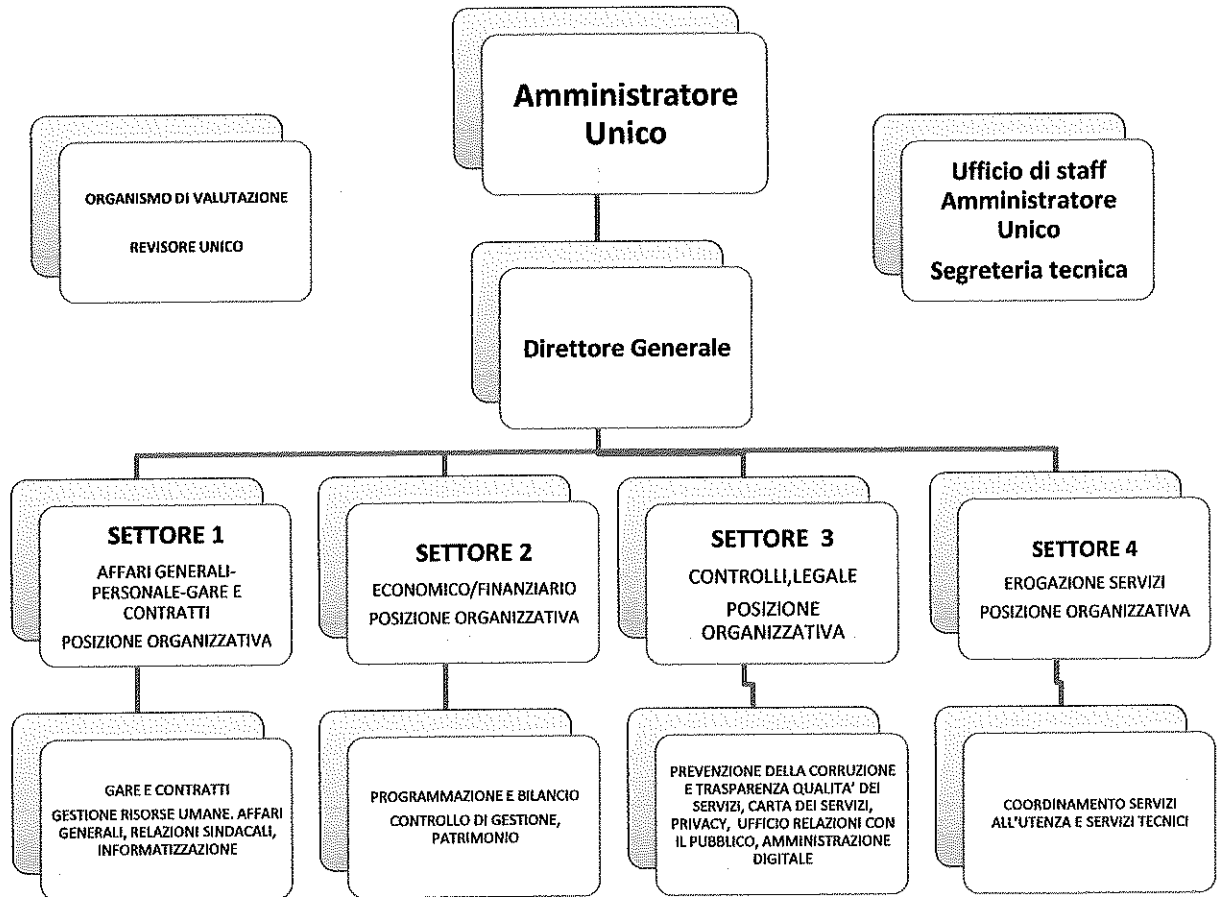 Amministratore
Unico
ORGANISMO DI VALUTAZIONE
REVISORE UNICO
Ufficio di staff
Amministratore
Unico
Segreteria tecnica
Direttore Generale
SETTORE 1
AFFARI GENERALI-
PERSONALE-GARE E
CONTRATTI
POSIZIONE ORGANIZZATIVA
SETTORE 2
ECONOMICO/FINANZIARIO
POSIZIONE ORGANIZZATIVA
SETTORE 3
CONTROLLI,LEGALE
POSIZIONE
ORGANIZZATIVA
SETTORE 4
EROGAZIONE SERVIZI
POSIZIONE ORGANIZZATIVA
GARE E CONTRATTI
GESTIONE RISORSE UMANE. AFFARI
GENERALI, RELAZIONI SINDACALI,
INFORMATIZZAZIONE
PROGRAMMAZIONE E BILANCIO
CONTROLLO DI GESTIONE,
PATRIMONIO
PREVENZIONE DELLA CORRUZIONE
E TRASPARENZA QUALITA' DEI
SERVIZI, CARTA DEI SERVIZI,
PRIVACY, UFFICIO RELAZIONI CON
IL PUBBLICO, AMMINISTRAZIONE
DIGITALE
COORDINAMENTO SERVIZI
ALL'UTENZA E SERVIZI TECNICI